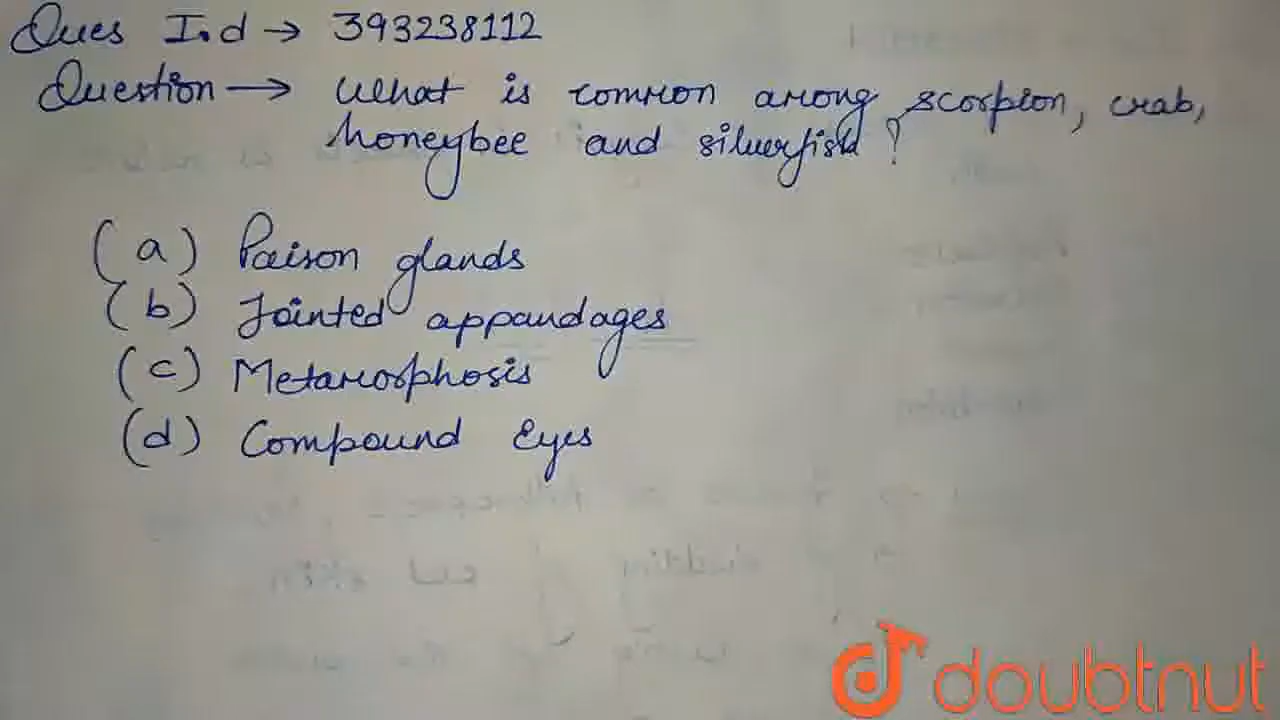 Ques I.d → 393238112
Question → What is common among scorpion, crab,
honeybee and silverfish ?
(a) Poison glands
(b) Jointed appandages
(c) Metamorphosis
(d) Compound Eyes
doubtnut